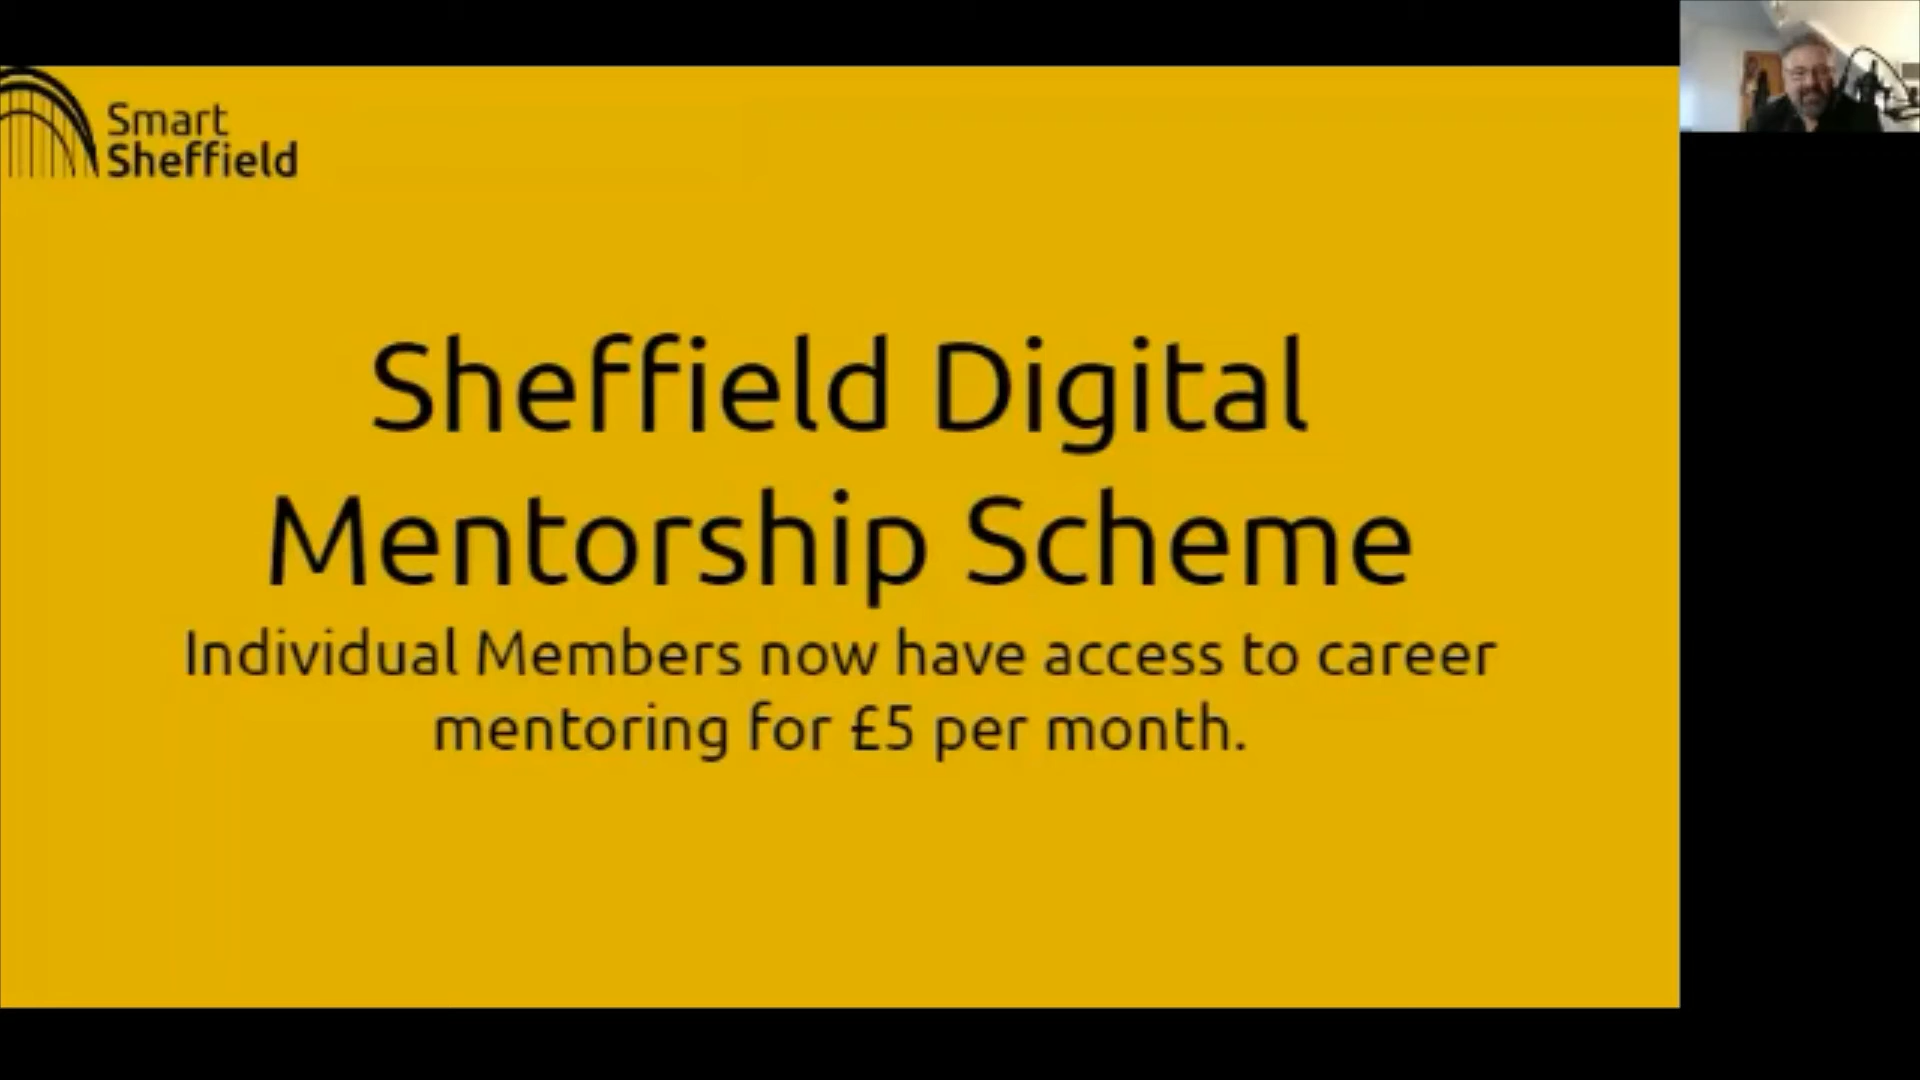 Smart
Sheffield
Sheffield Digital
Mentorship Scheme
Individual Members now have access to career
mentoring for £5 per month.